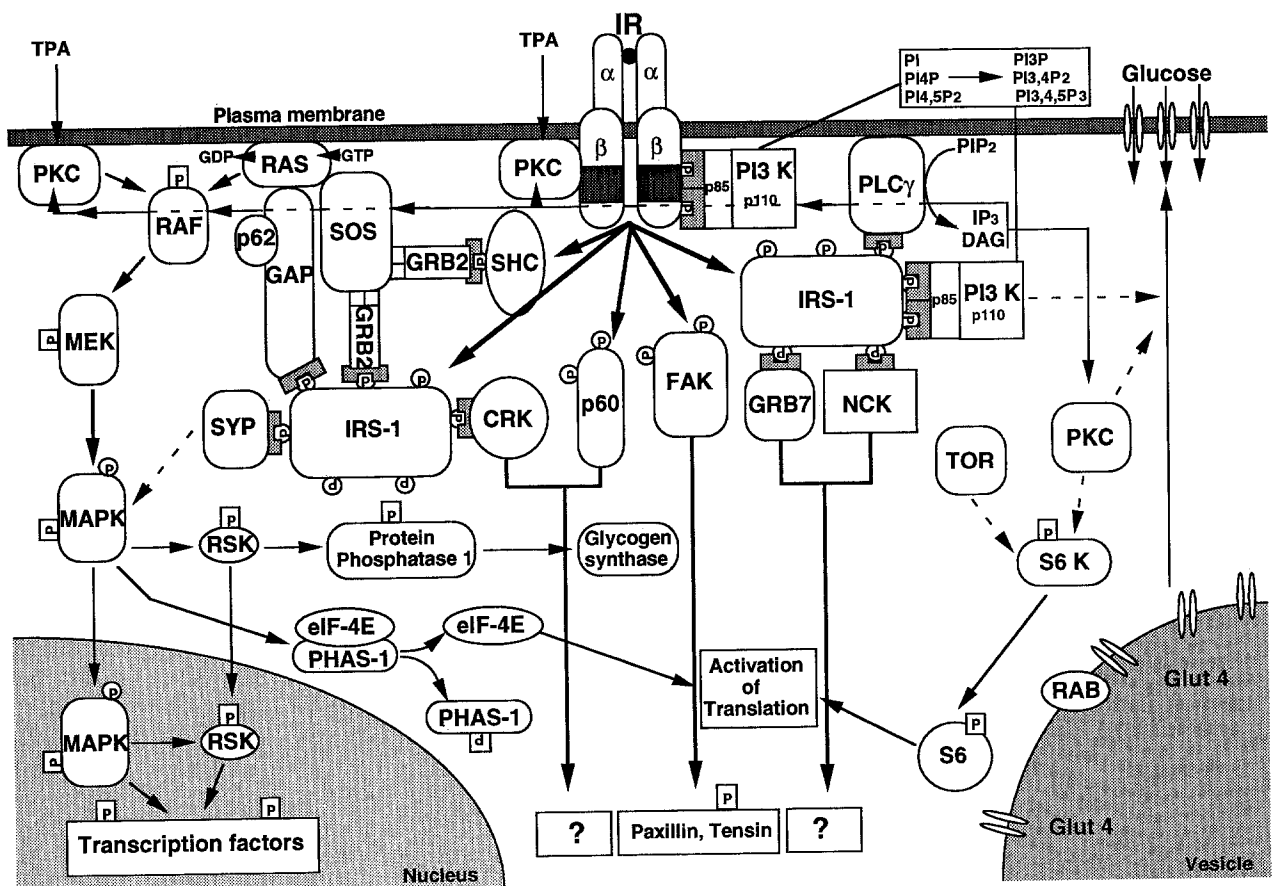 IR
TPA
TPA
PI
PI4P
PI4,5P2
PI3P
PI3,4P2
PI3,4,5P3
Glucose
Plasma membrane
α
α
β
β
PKC
GDP
RAS
GTP
PKC
P
P
p85
PI3 K
p110
PLCγ
PIP2
IP3
DAG
P
RAF
p62
GAP
SOS
GRB2
P
SHC
GRB2
P
P
P
IRS-1
P
P
p85
PI3 K
p110
P
MEK
P
P
P
SYP
P
IRS-1
P
CRK
P
P
P
P
p60
P
P
FAK
P
GRB7
P
NCK
TOR
PKC
P
P
MAPK
P
RSK
P
Protein
Phosphatase 1
Glycogen
synthase
P
S6 K
eIF-4E
PHAS-1
eIF-4E
PHAS-1
P
Activation
of
Translation
P
S6
RAB
Glut 4
Glut 4
P
P
MAPK
P
RSK
P
P
Transcription factors
Nucleus
?
P
Paxillin, Tensin
?
Vesicle